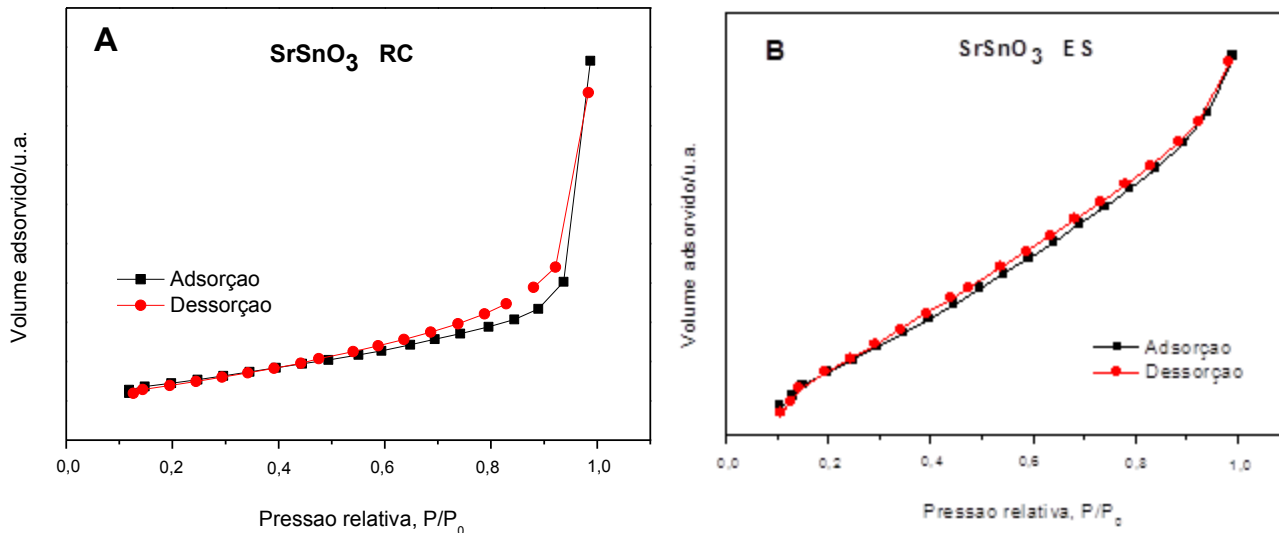 A
SrSnO₃ RC
Volume adsorvido/u.a.
Adsorçao
Dessorçao
0,0 0,2 0,4 0,6 0,8 1,0
Pressao relativa, P/P₀
B
SrSnO₃ ES
Volume adsorvido/u.a.
Adsorçao
Dessorçao
0,0 0,2 0,4 0,6 0,8 1,0
Pressao relativa, P/P₀